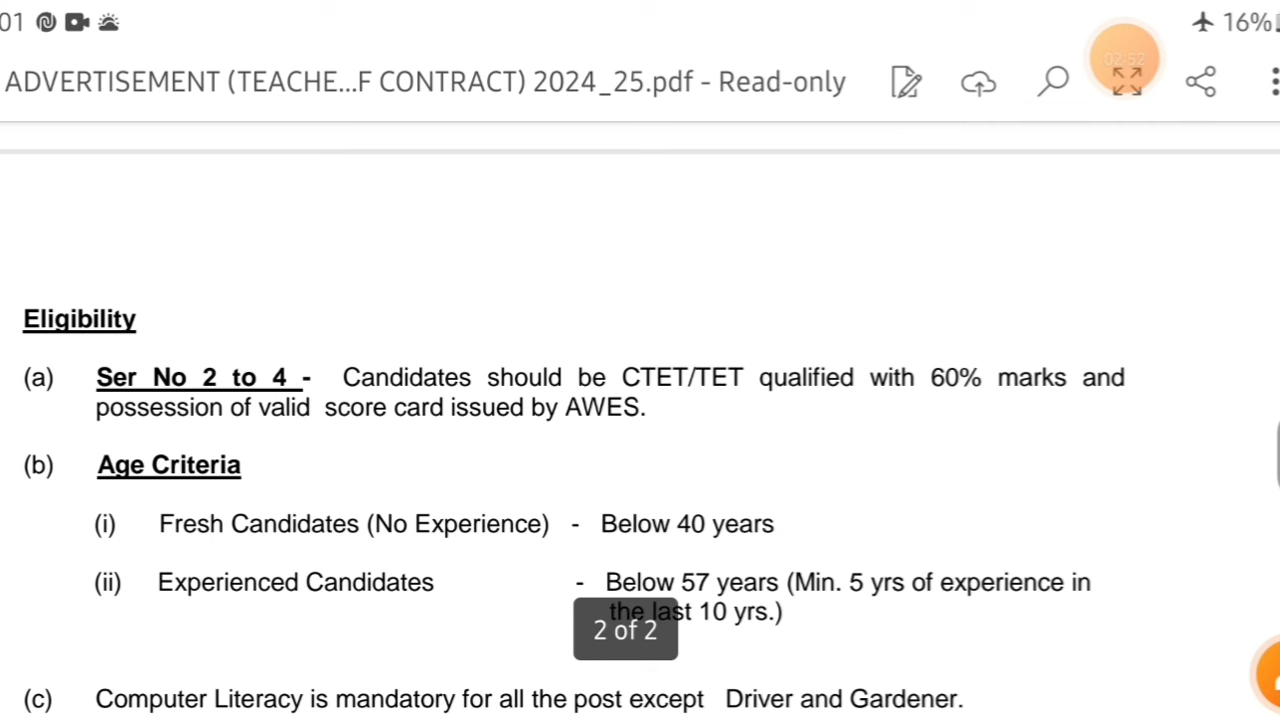 01 16%
02:52
ADVERTISEMENT (TEACHE...F CONTRACT) 2024_25.pdf - Read-only
Eligibility
(a) Ser No 2 to 4 - Candidates should be CTET/TET qualified with 60% marks and
possession of valid score card issued by AWES.
(b) Age Criteria
(i) Fresh Candidates (No Experience) - Below 40 years
(ii) Experienced Candidates - Below 57 years (Min. 5 yrs of experience in
the last 10 yrs.)
2 of 2
(c) Computer Literacy is mandatory for all the post except Driver and Gardener.